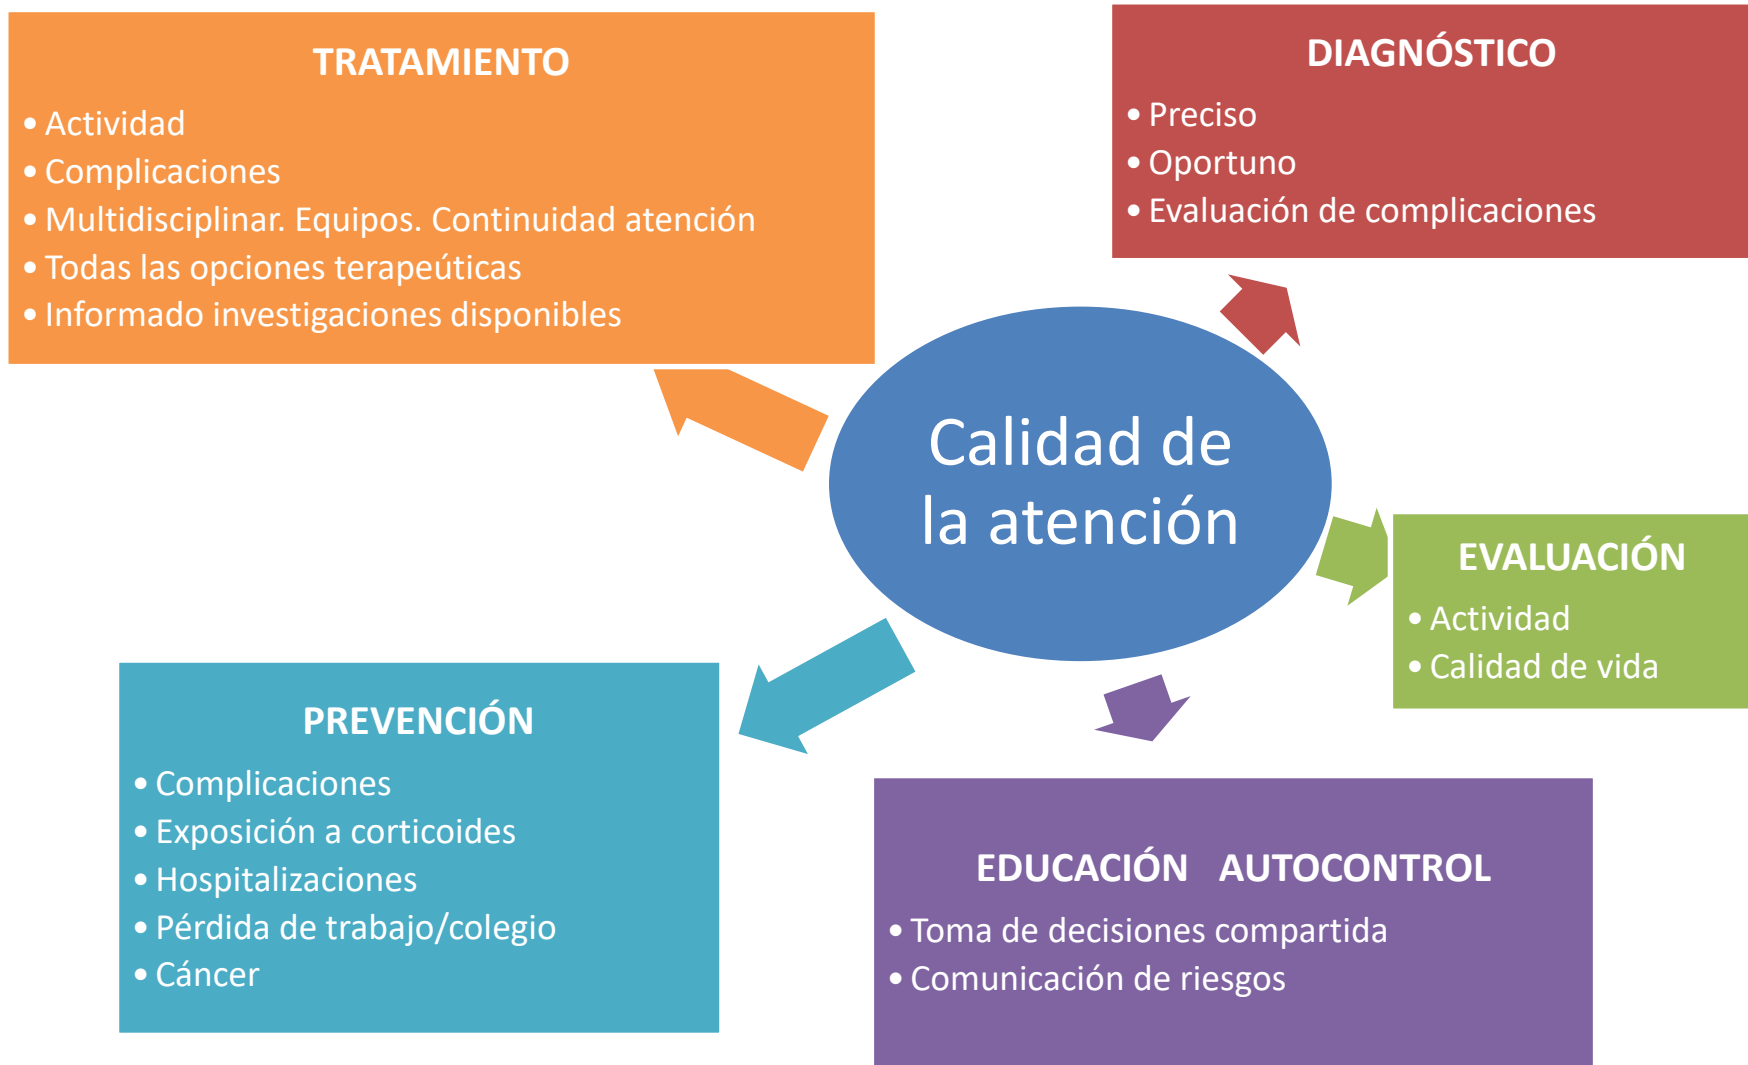 TRATAMIENTO
• Actividad
• Complicaciones
• Multidisciplinar. Equipos. Continuidad atención
• Todas las opciones terapeúticas
• Informado investigaciones disponibles
DIAGNÓSTICO
• Preciso
• Oportuno
• Evaluación de complicaciones
Calidad de
la atención
EVALUACIÓN
• Actividad
• Calidad de vida
PREVENCIÓN
• Complicaciones
• Exposición a corticoides
• Hospitalizaciones
• Pérdida de trabajo/colegio
• Cáncer
EDUCACIÓN AUTOCONTROL
• Toma de decisiones compartida
• Comunicación de riesgos